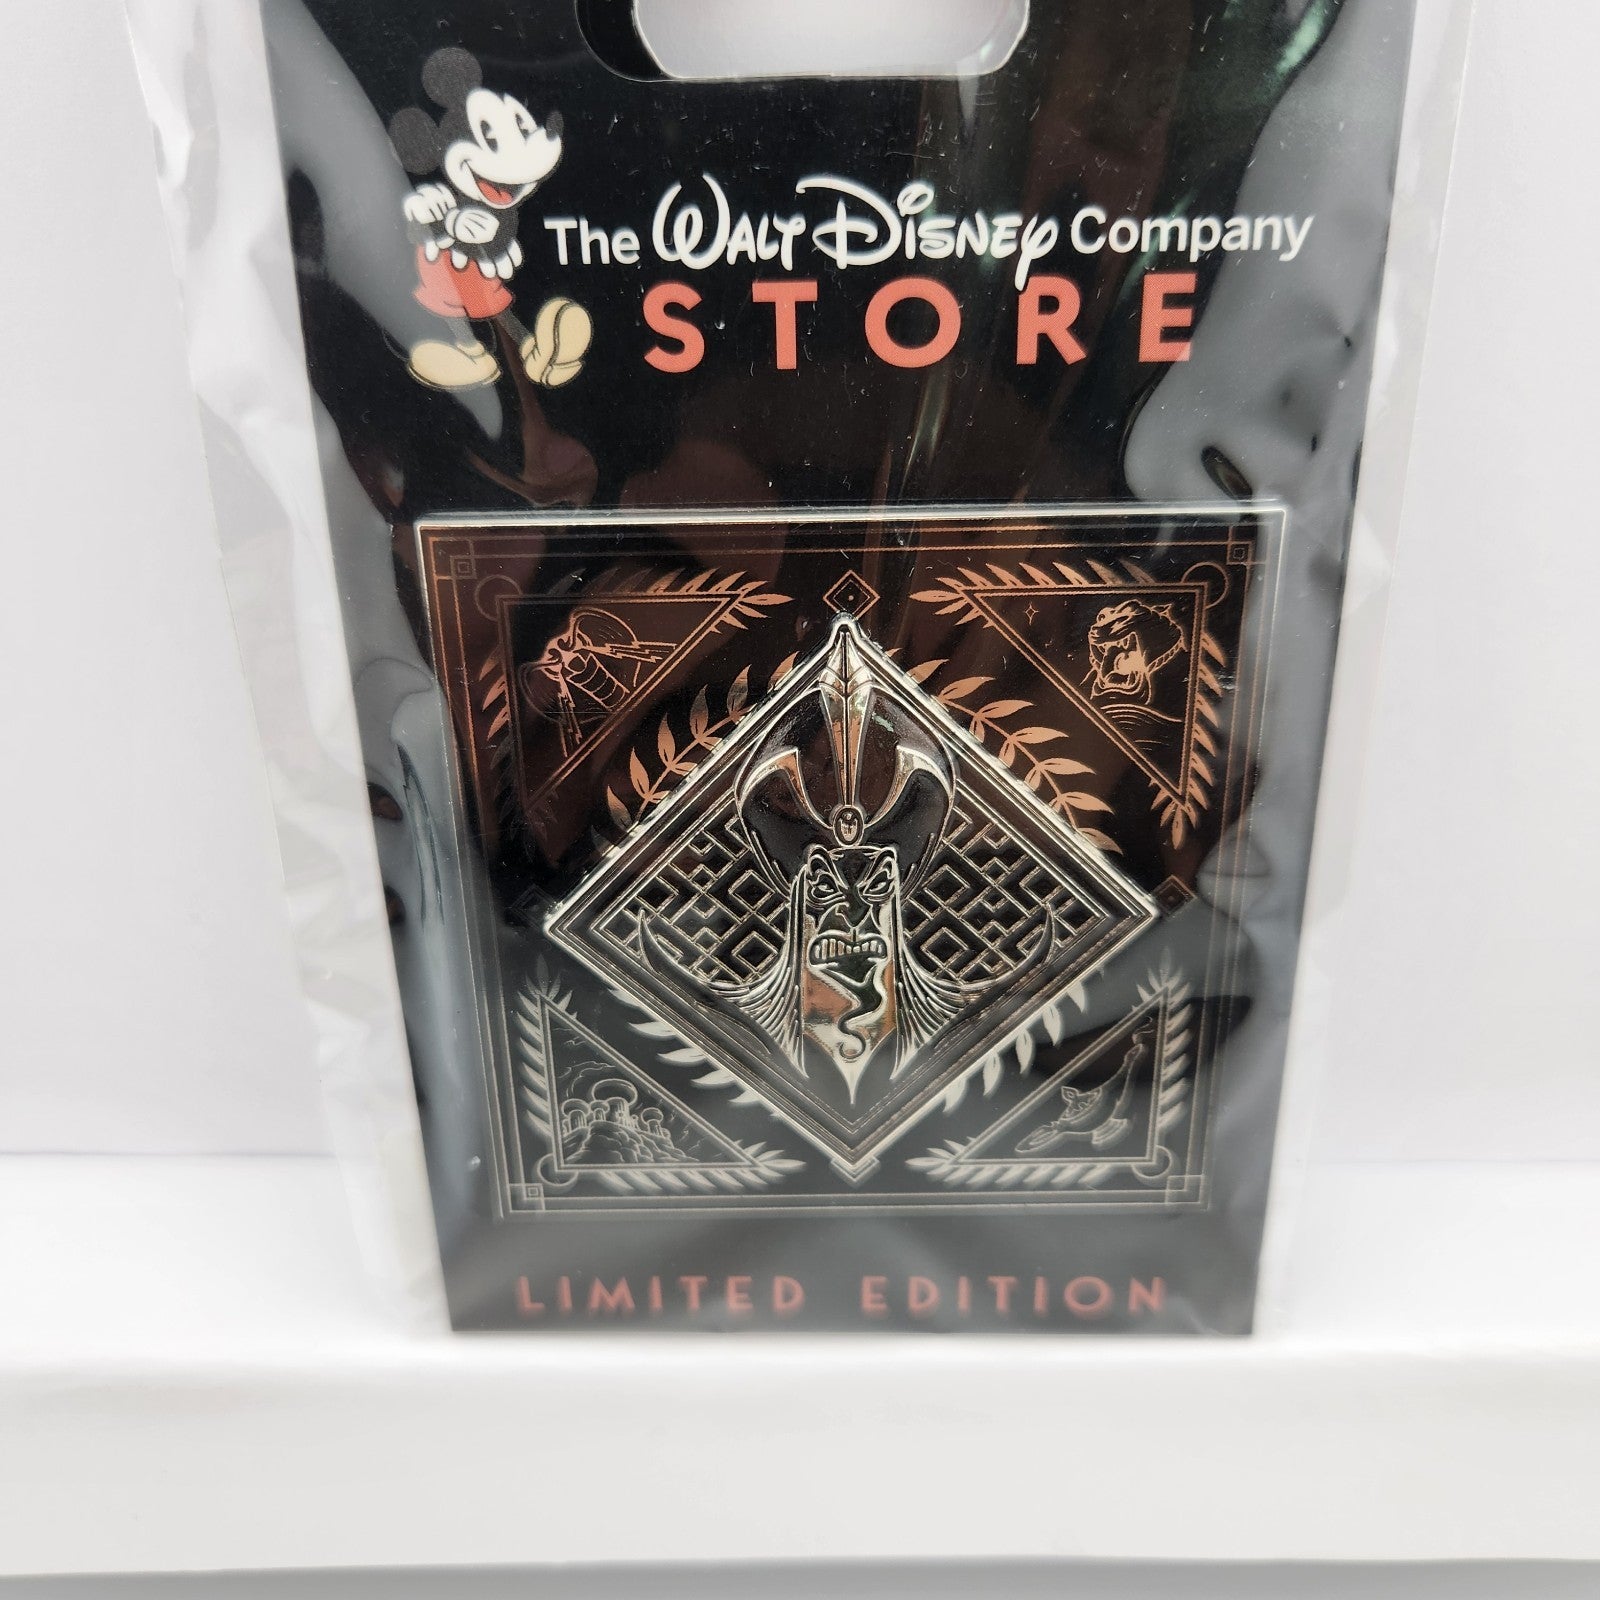 The Walt Disney Company
STORE
LIMITED EDITION